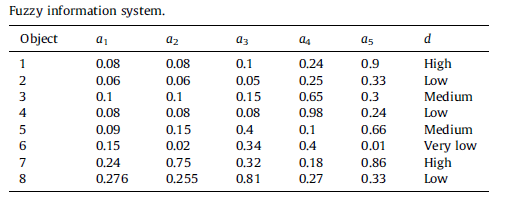 Fuzzy information system.
Object a1 a2 a3 a4 a5 d
1 0.08 0.08 0.1 0.24 0.9 High
2 0.06 0.06 0.05 0.25 0.33 Low
3 0.1 0.1 0.15 0.65 0.3 Medium
4 0.08 0.08 0.08 0.98 0.24 Low
5 0.09 0.15 0.4 0.1 0.66 Medium
6 0.15 0.02 0.34 0.4 0.01 Very low
7 0.24 0.75 0.32 0.18 0.86 High
8 0.276 0.255 0.81 0.27 0.33 Low